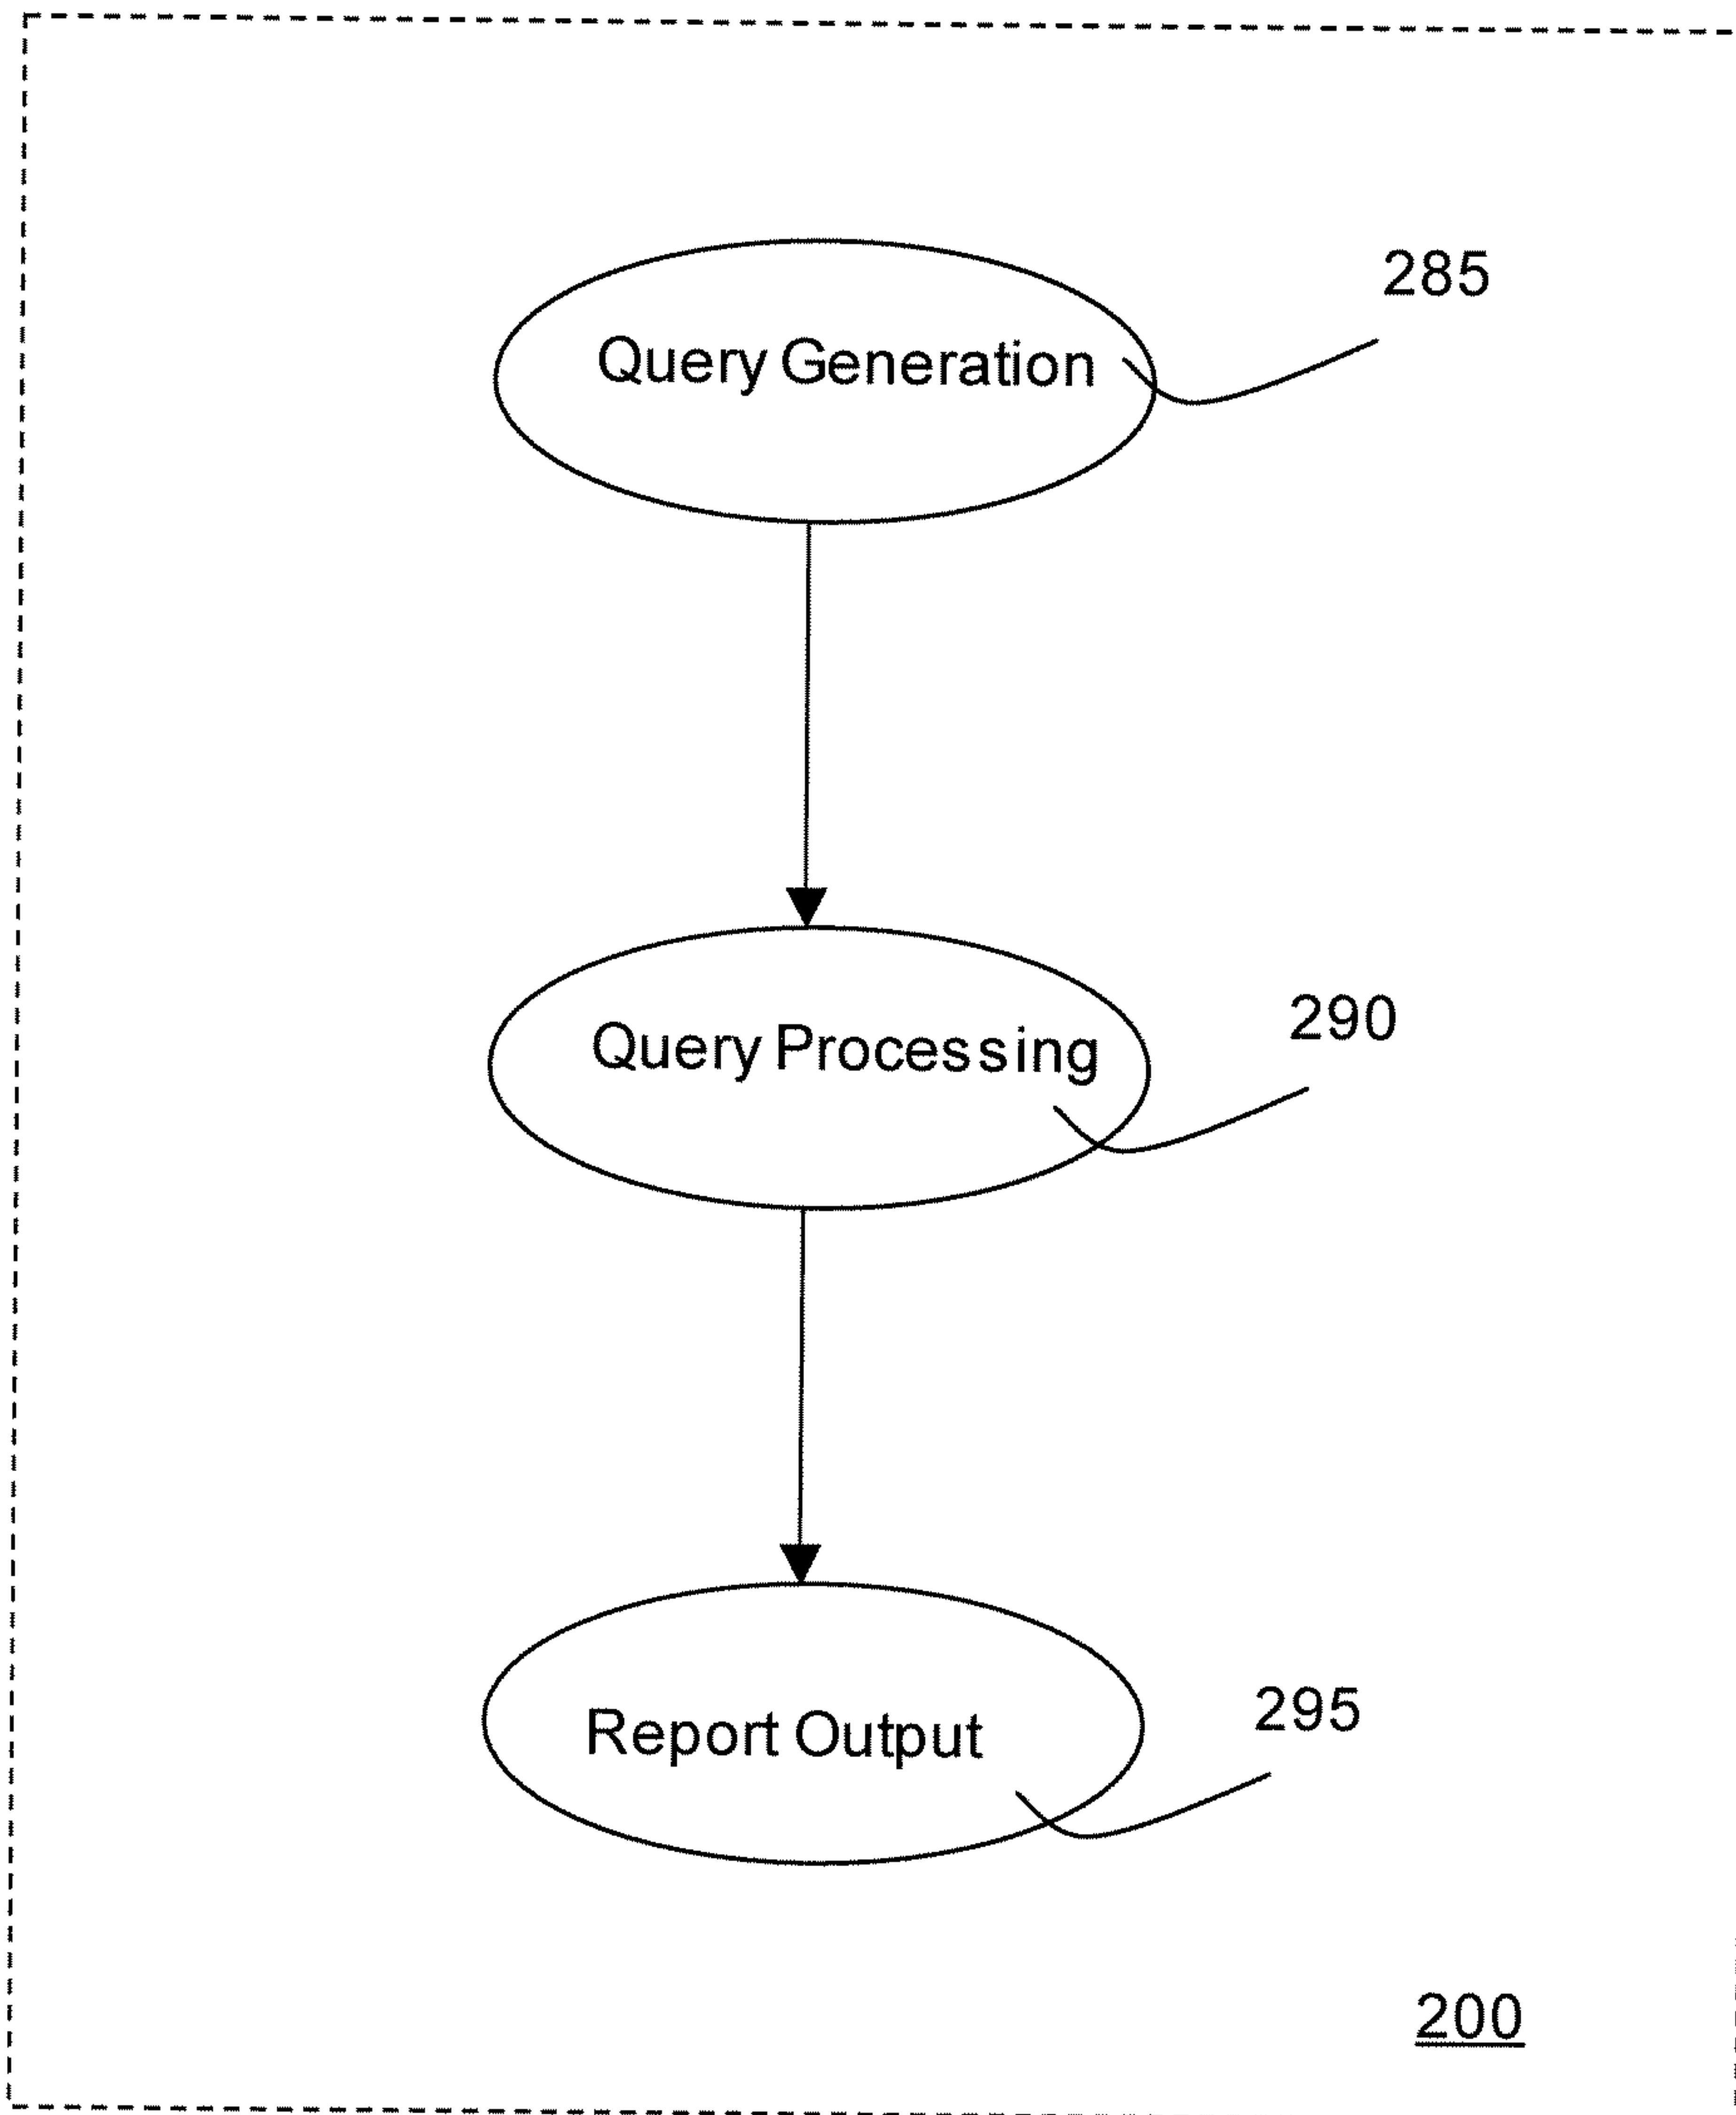 285
Query Generation
290
Query Processing
295
Report Output
200